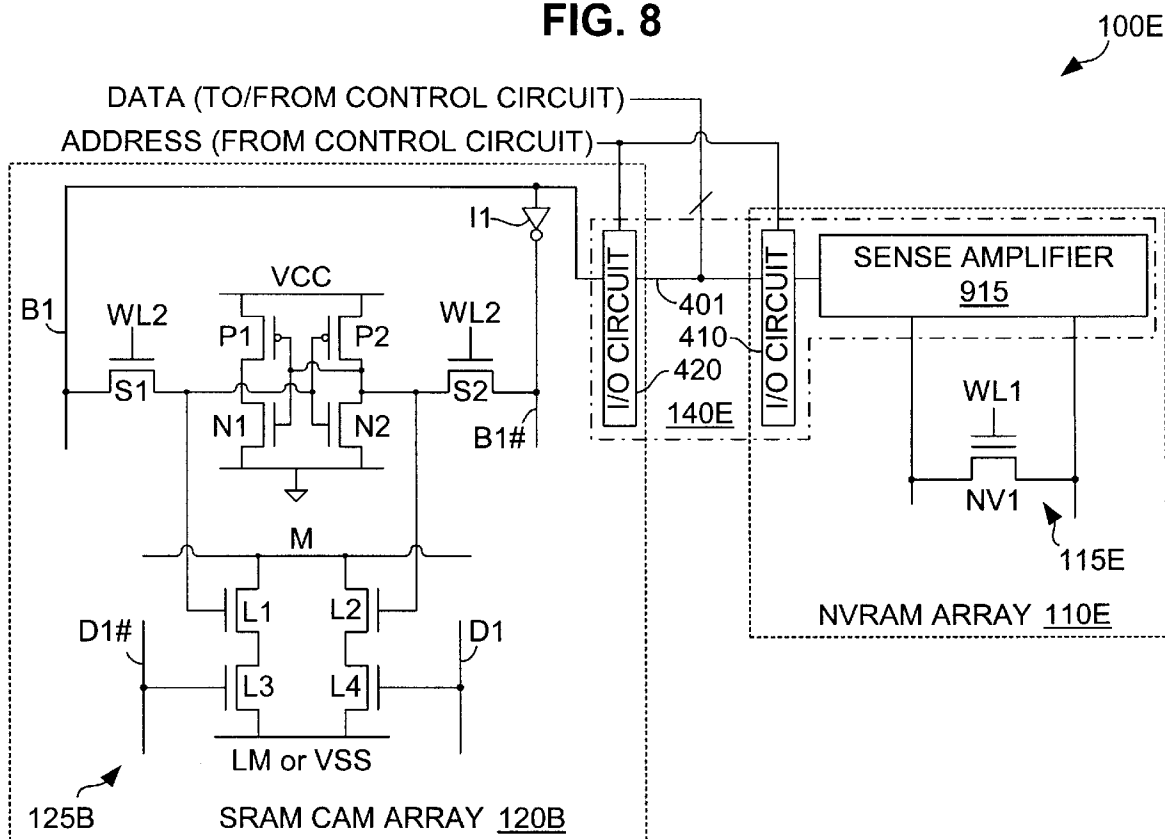 FIG. 8
100E
DATA (TO/FROM CONTROL CIRCUIT)
ADDRESS (FROM CONTROL CIRCUIT)
I1
VCC
B1
WL2
P1
P2
WL2
S1
S2
N1
N2
B1#
I/O CIRCUIT
401
410
420
140E
I/O CIRCUIT
SENSE AMPLIFIER
915
WL1
NV1
115E
NVRAM ARRAY 110E
M
L1
L2
D1#
D1
L3
L4
LM or VSS
125B
SRAM CAM ARRAY 120B